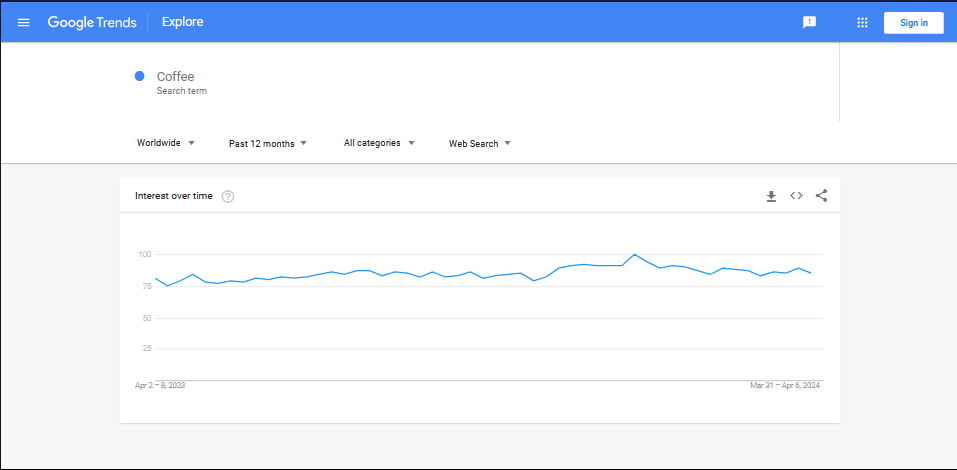 Google Trends Explore Sign in
Coffee
Search term
Worldwide Past 12 months All categories Web Search
Interest over time
100
75
50
25
Apr 2 – 8, 2023 Mar 31 – Apr 6, 2024